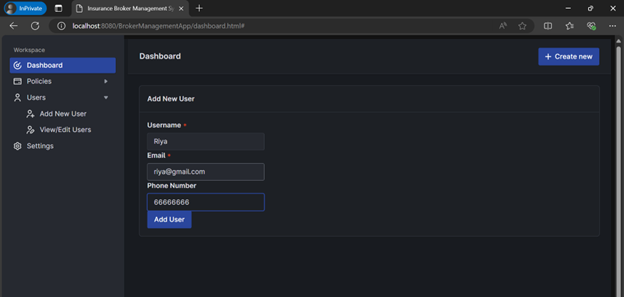 InPrivate
Insurance Broker Management Sy
localhost:8080/BrokerManagementApp/dashboard.html#
Workspace
Dashboard
Policies
Users
Add New User
View/Edit Users
Settings
Dashboard
+ Create new
Add New User
Username *
Riya
Email *
riya@gmail.com
Phone Number
66666666
Add User